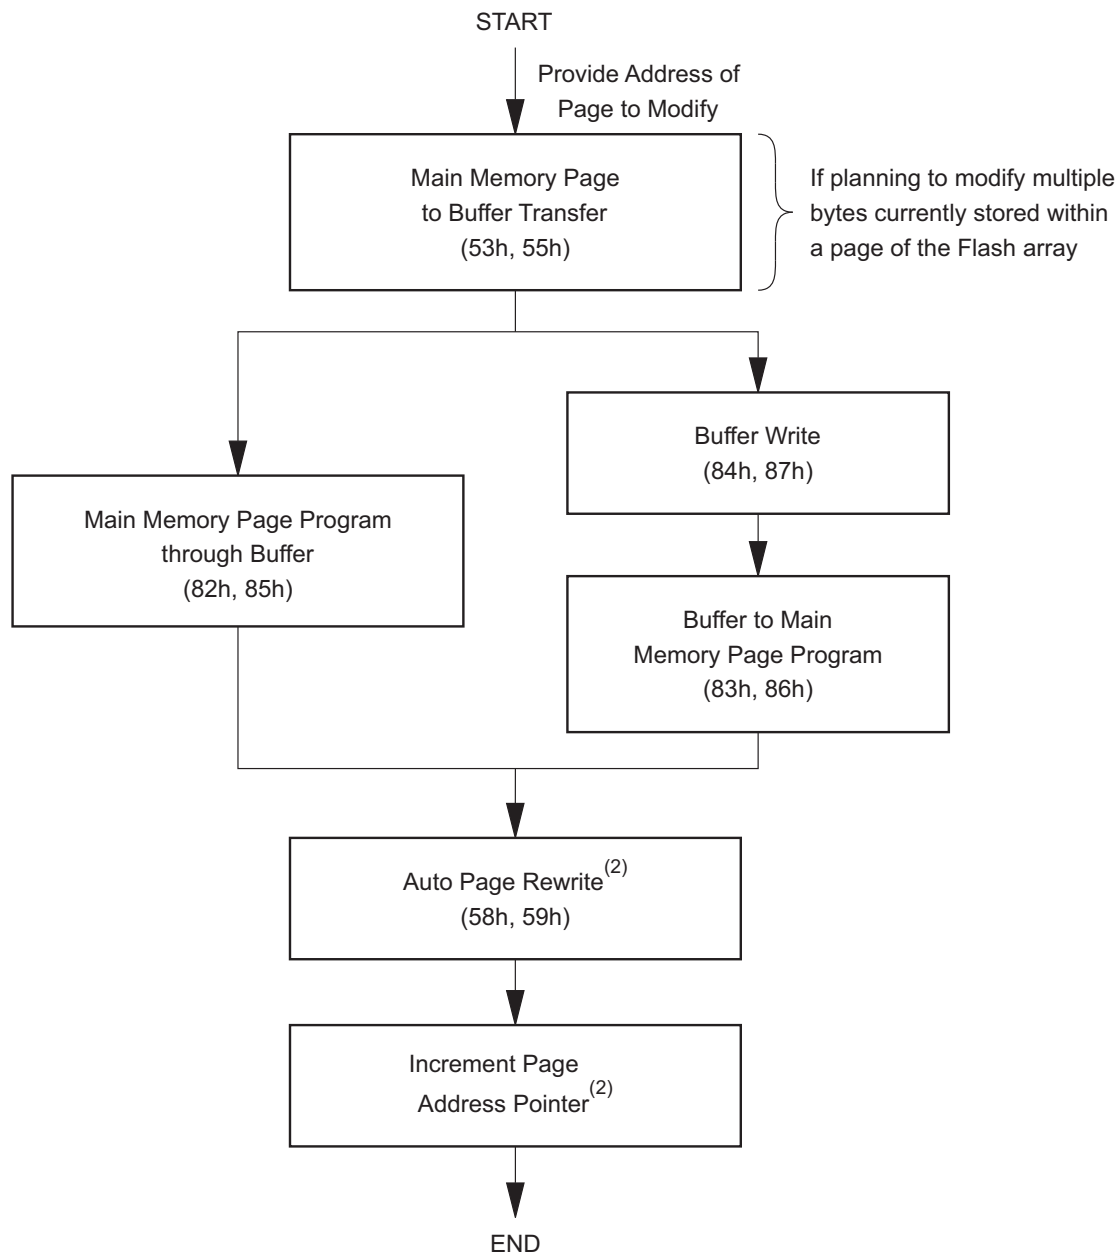 START
Provide Address of
Page to Modify
Main Memory Page
to Buffer Transfer
(53h, 55h)
If planning to modify multiple
bytes currently stored within
a page of the Flash array
Buffer Write
(84h, 87h)
Main Memory Page Program
through Buffer
(82h, 85h)
Buffer to Main
Memory Page Program
(83h, 86h)
Auto Page Rewrite(2)
(58h, 59h)
Increment Page
Address Pointer(2)
END